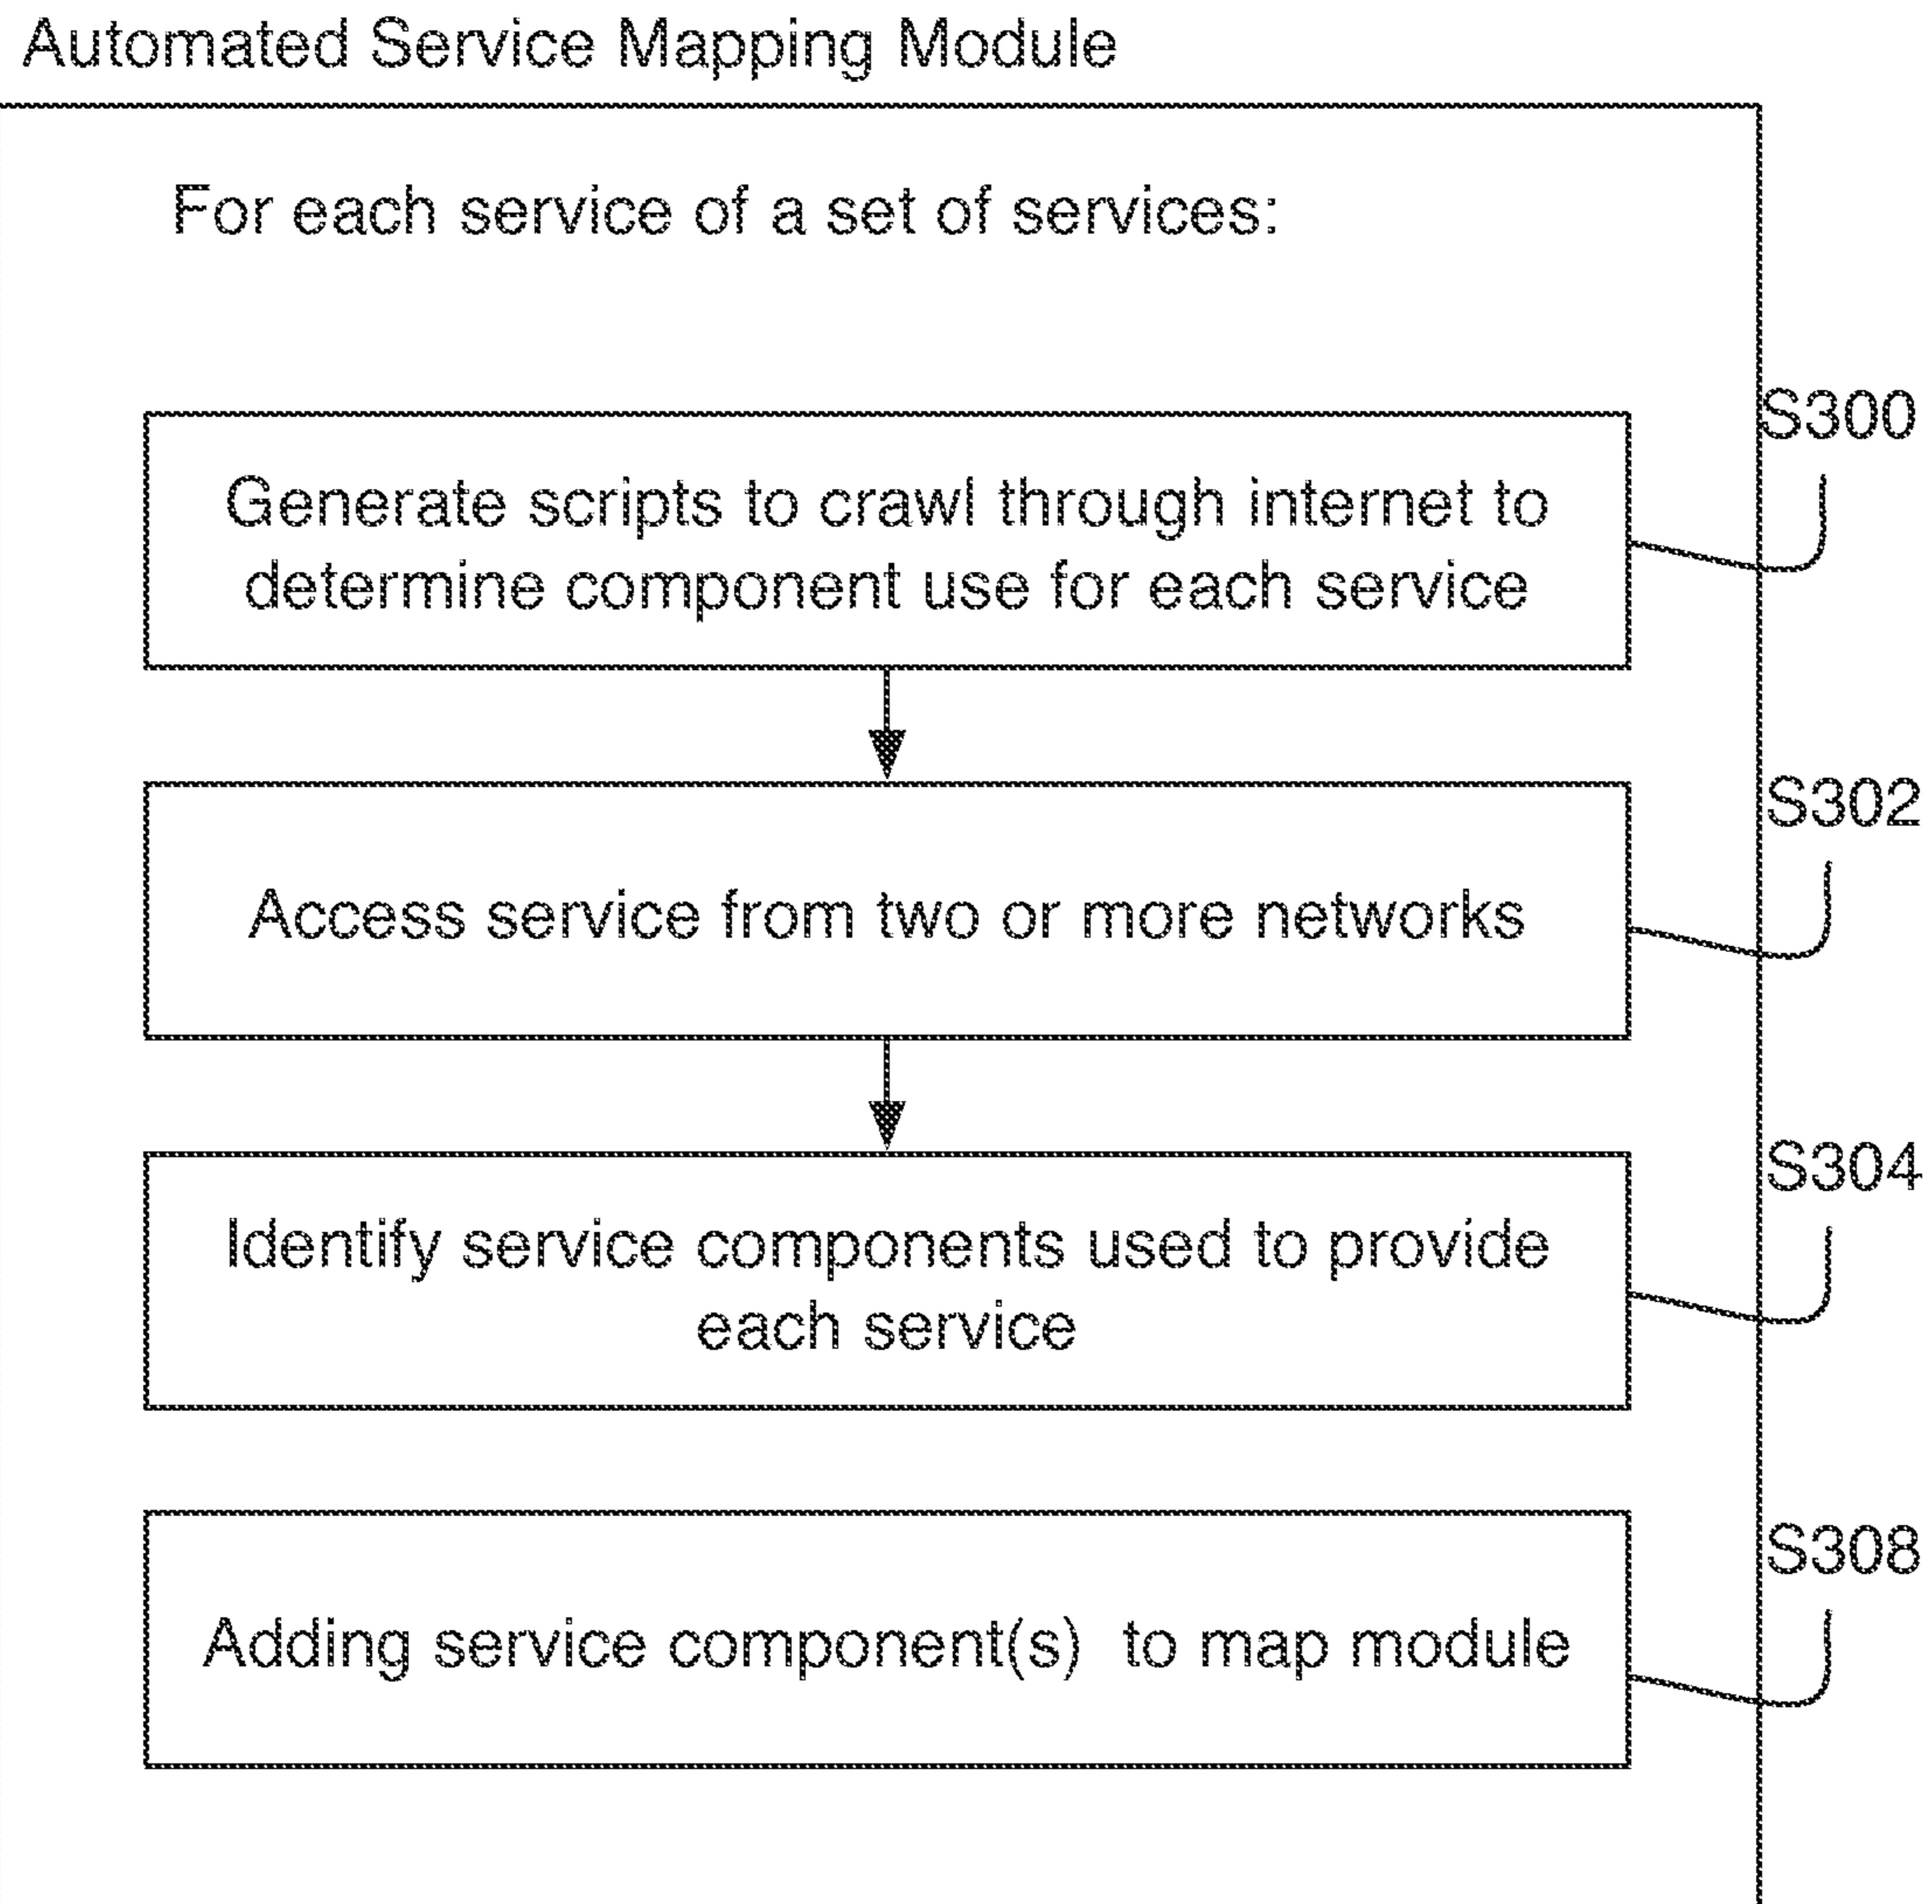 Automated Service Mapping Module
For each service of a set of services:
S300
Generate scripts to crawl through internet to
determine component use for each service
S302
Access service from two or more networks
S304
Identify service components used to provide
each service
S308
Adding service component(s) to map module